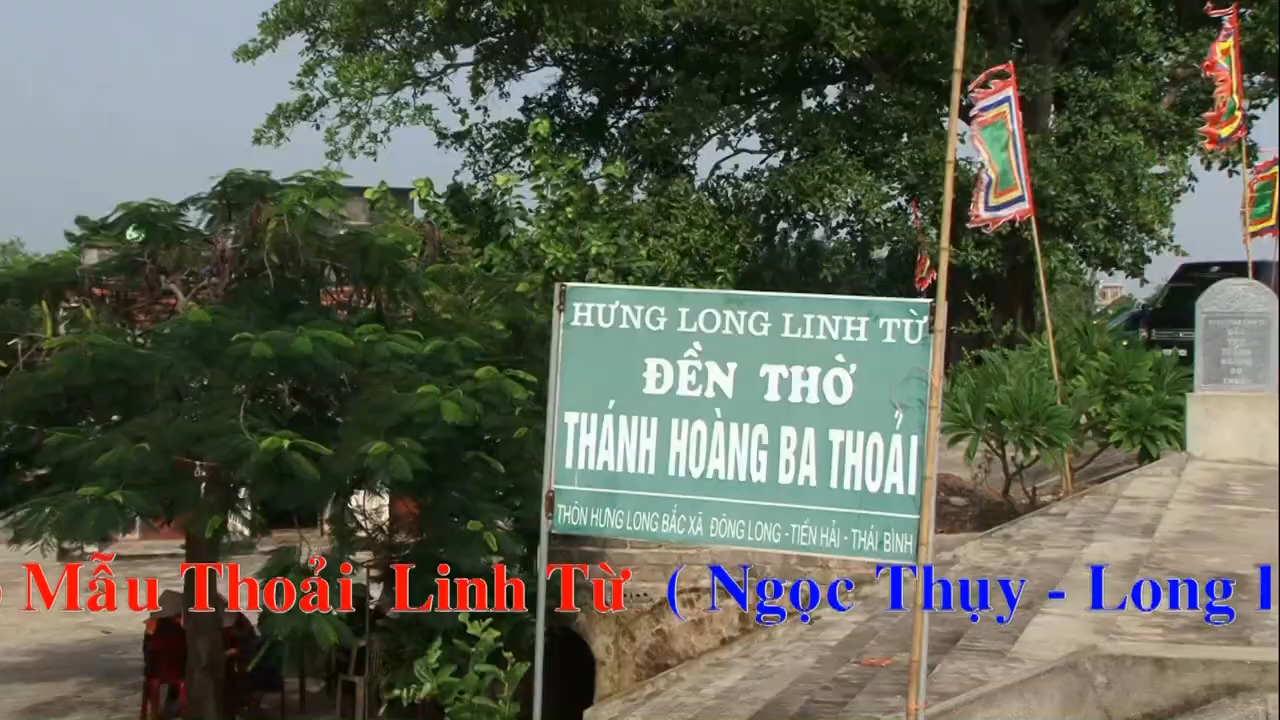 HƯNG LONG LINH TỪ
ĐỀN THỜ
THÁNH HOÀNG BA THOẢI
THÔN HƯNG LONG BẮC XÃ ĐÔNG LONG - TIỀN HẢI - THÁI BÌNH
Mẫu Thoải Linh Từ ( Ngọc Thụy - Long